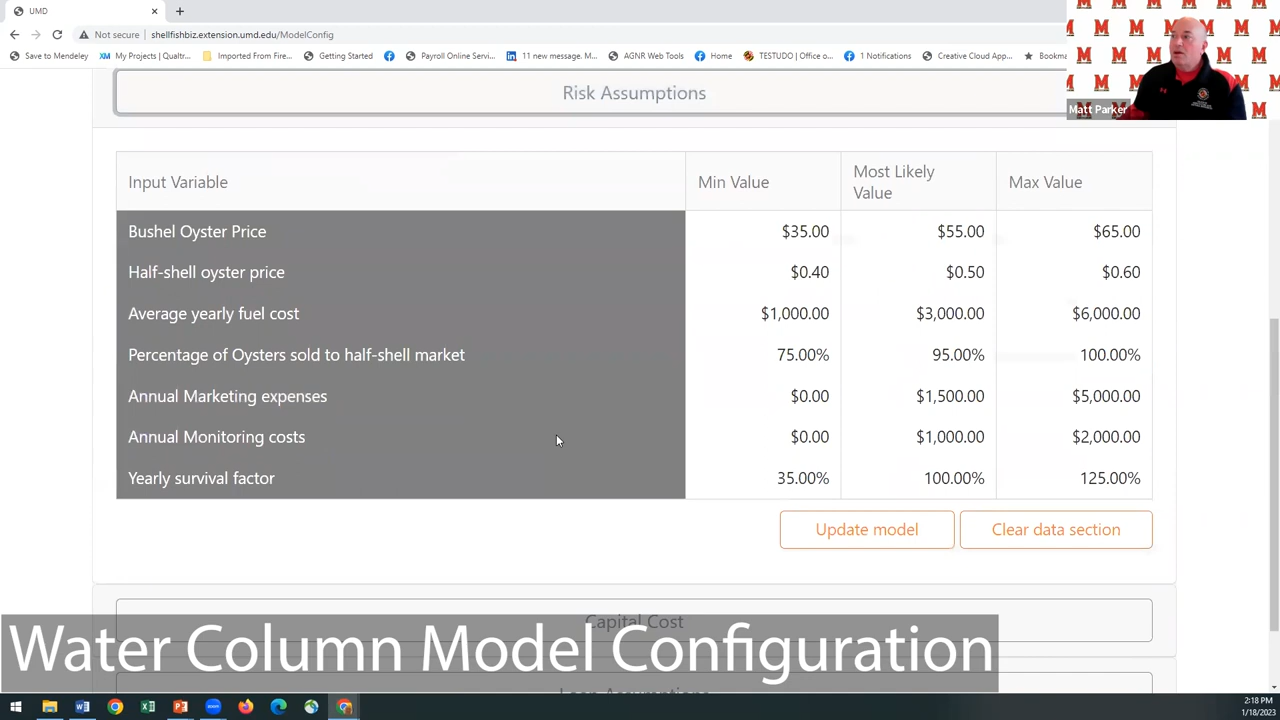 UMD
Not secure
shellfishbiz.extension.umd.edu/ModelConfig
Save to Mendeley
My Projects (Qualtr...
Imported From Fire...
Getting Started
Payroll Online Servi...
11 new message. M...
AGNR Web Tools
Home
TESTUDO | Office o...
1 Notifications
Creative Cloud App...
Bookma
Matt Parker
Risk Assumptions
Input Variable Min Value Most Likely Value Max Value
Bushel Oyster Price $35.00 $55.00 $65.00
Half-shell oyster price $0.40 $0.50 $0.60
Average yearly fuel cost $1,000.00 $3,000.00 $6,000.00
Percentage of Oysters sold to half-shell market 75.00% 95.00% 100.00%
Annual Marketing expenses $0.00 $1,500.00 $5,000.00
Annual Monitoring costs $0.00 $1,000.00 $2,000.00
Yearly survival factor 35.00% 100.00% 125.00%
Update model Clear data section
Capital Cost
Water Column Model Configuration
Loan Assumptions
2:18 PM
1/18/2023